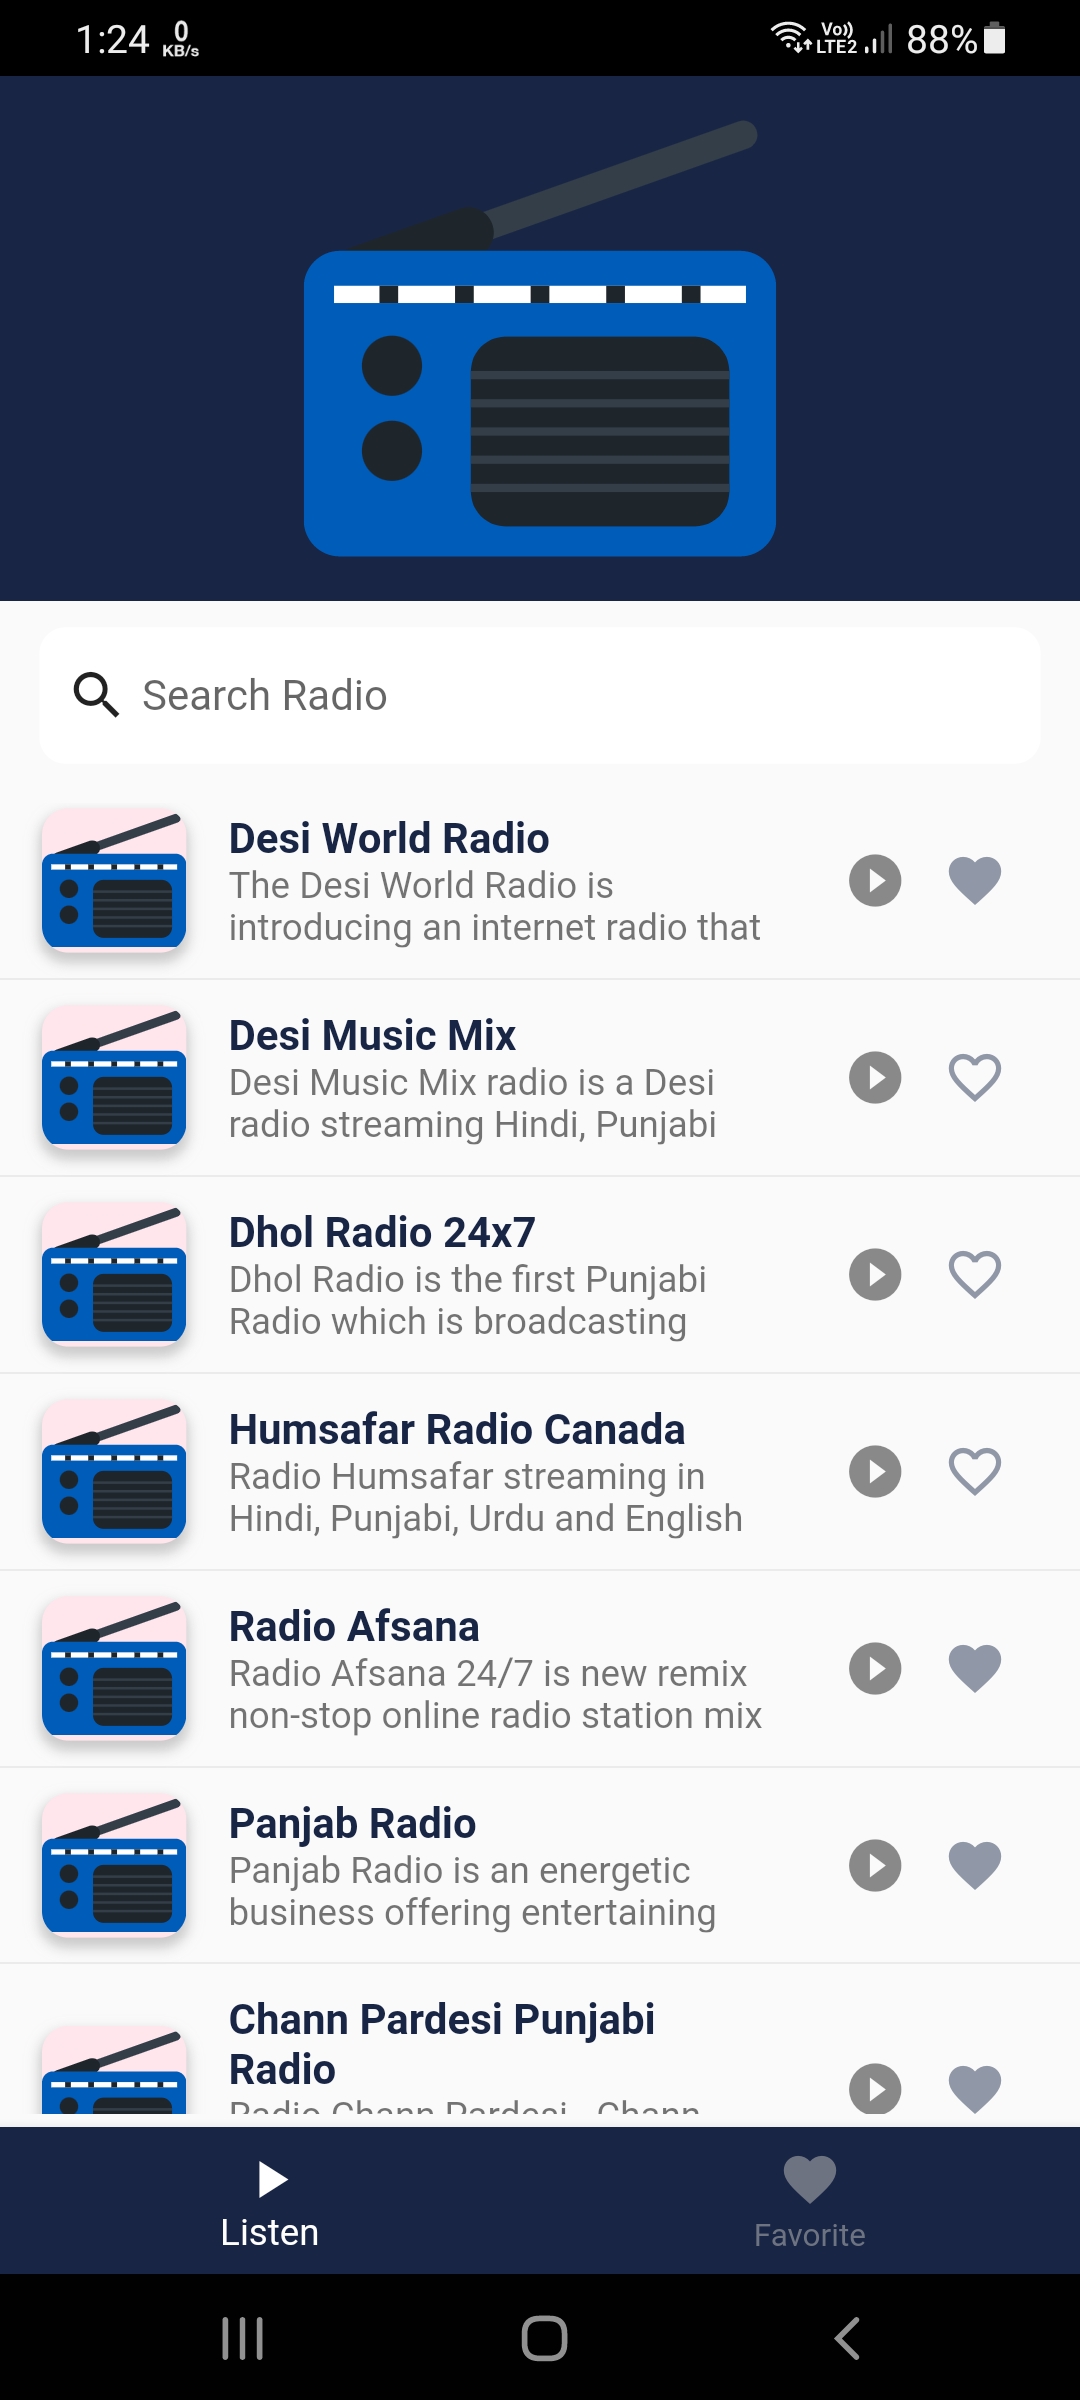 1:24 0 KB/s Vo)) LTE2 88%
Search Radio
Desi World Radio
The Desi World Radio is
introducing an internet radio that
Desi Music Mix
Desi Music Mix radio is a Desi
radio streaming Hindi, Punjabi
Dhol Radio 24x7
Dhol Radio is the first Punjabi
Radio which is broadcasting
Humsafar Radio Canada
Radio Humsafar streaming in
Hindi, Punjabi, Urdu and English
Radio Afsana
Radio Afsana 24/7 is new remix
non-stop online radio station mix
Panjab Radio
Panjab Radio is an energetic
business offering entertaining
Chann Pardesi Punjabi
Radio
Radio Chann Pardesi - Chann
Listen
Favorite